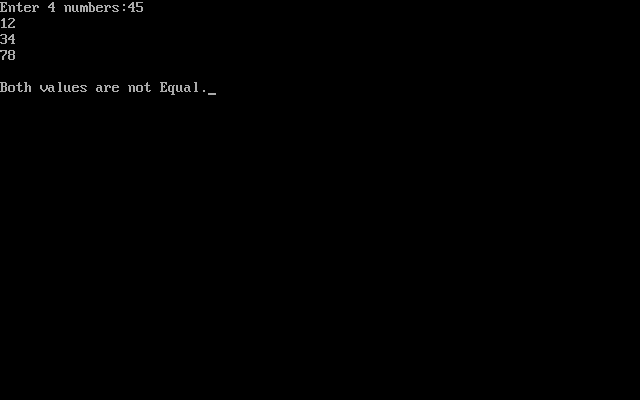 Enter 4 numbers:45
12
34
78
Both values are not Equal._